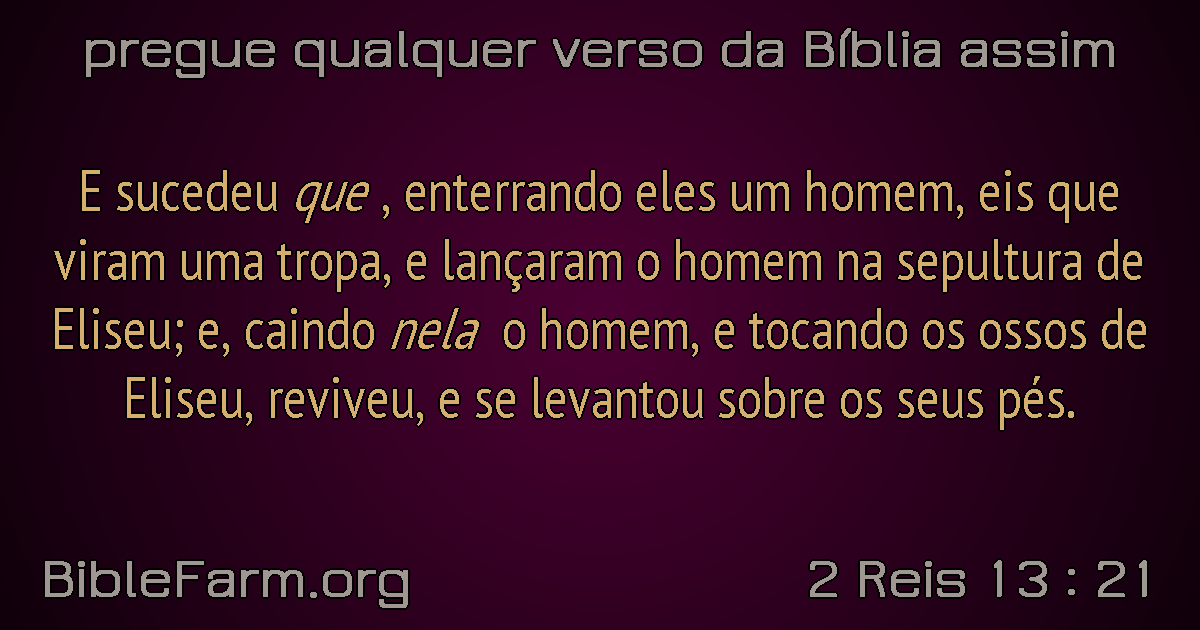 pregue qualquer verso da Bíblia assim
E sucedeu que , enterrando eles um homem, eis que
viram uma tropa, e lançaram o homem na sepultura de
Eliseu; e, caindo nela o homem, e tocando os ossos de
Eliseu, reviveu, e se levantou sobre os seus pés.
BibleFarm.org
2 Reis 13 : 21